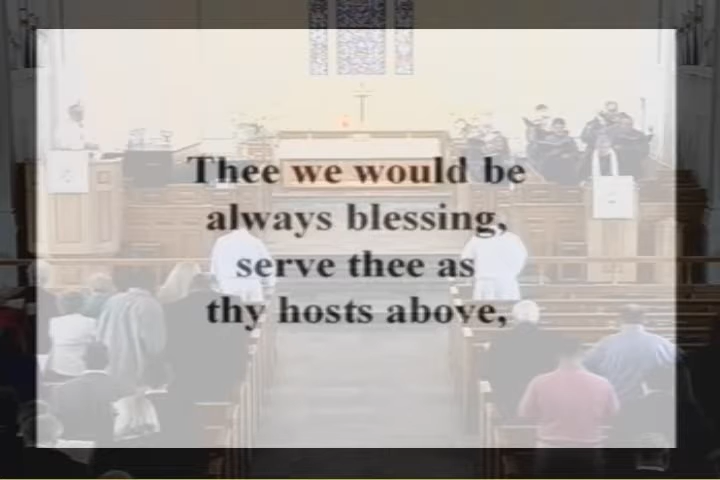 Thee we would be
always blessing,
serve thee as
thy hosts above,